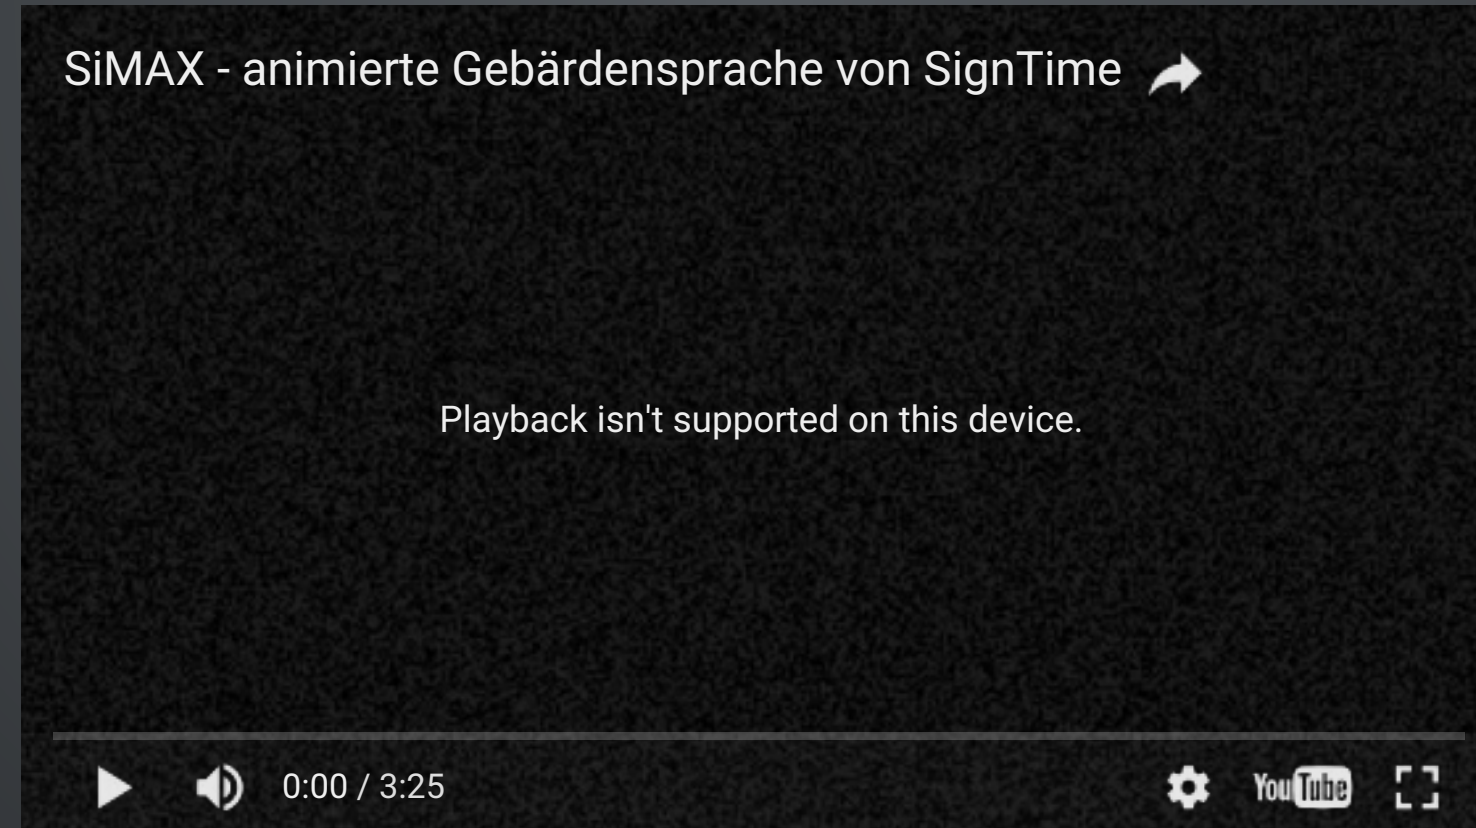 SiMAX - animierte Gebärdensprache von SignTime
Playback isn't supported on this device.
0:00 / 3:25
YouTube